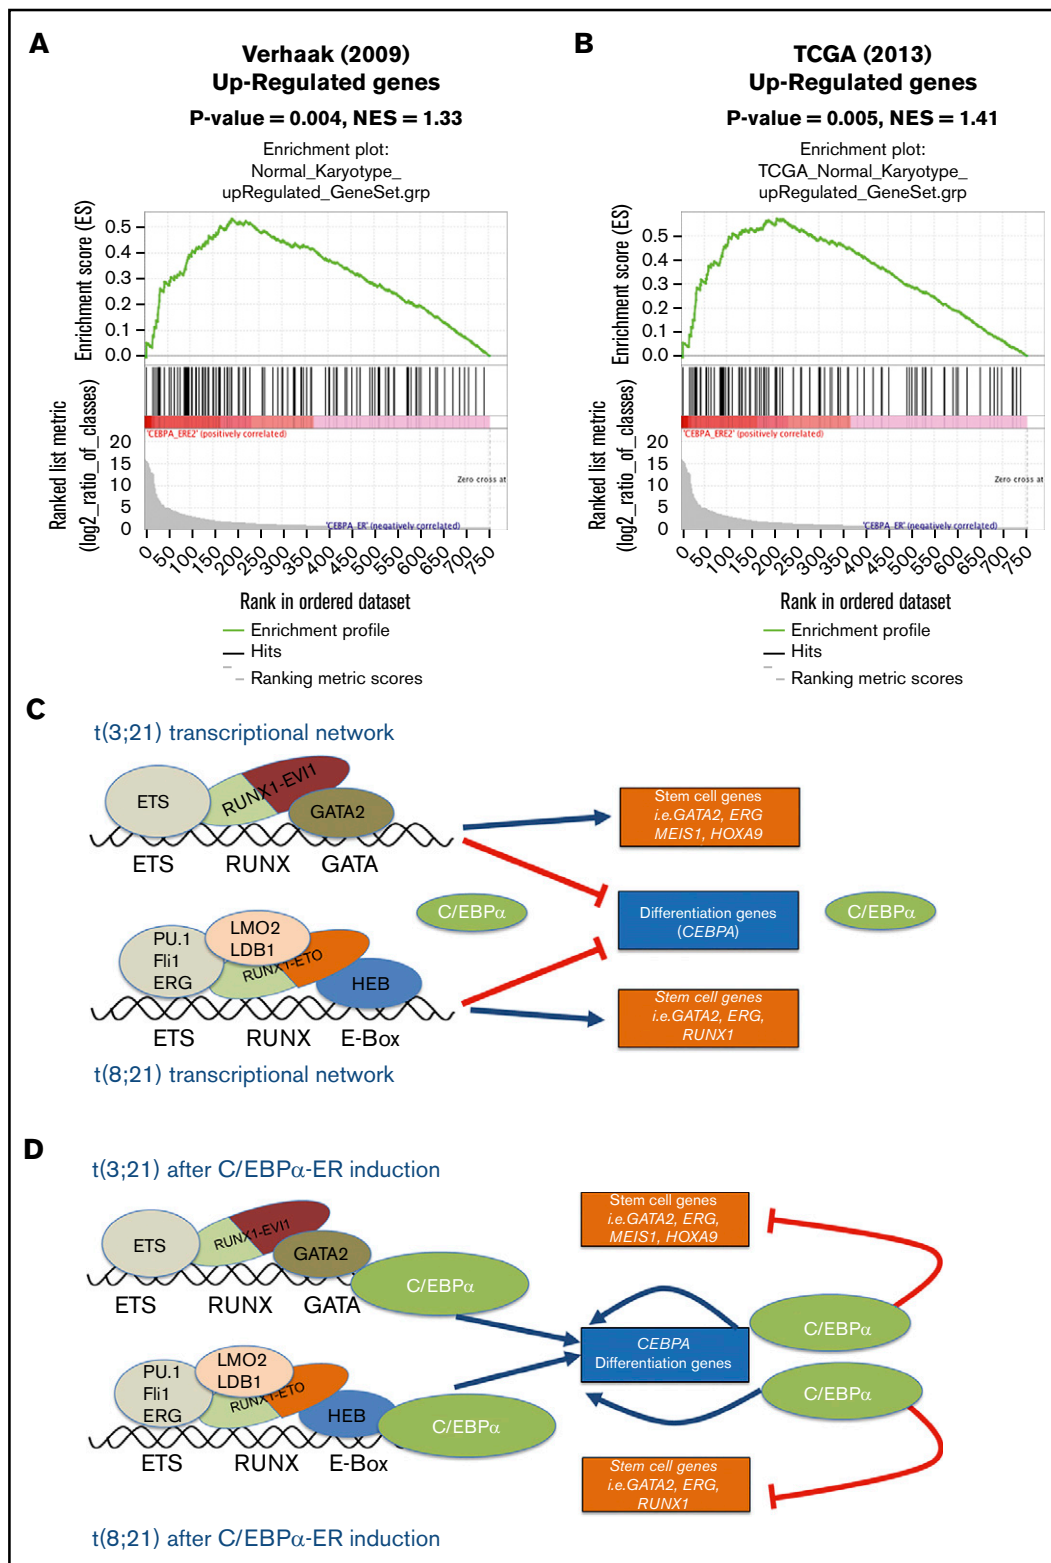 A
Verhaak (2009)
Up-Regulated genes
P-value = 0.004, NES = 1.33
Enrichment plot:
Normal_Karyotype_
upRegulated_GeneSet.grp
Enrichment score (ES)
0.5
0.4
0.3
0.2
0.1
0.0
Ranked list metric
(log2_ratio_of_classes)
'CEBPA_ERE2' (positively correlated)
20
15
10
5
0
Zero cross at
'CEBPA_ER' (negatively correlated)
0 50 100 150 200 250 300 350 400 450 500 550 600 650 700 750
Rank in ordered dataset
Enrichment profile
Hits
Ranking metric scores
B
TCGA (2013)
Up-Regulated genes
P-value = 0.005, NES = 1.41
Enrichment plot:
TCGA_Normal_Karyotype_
upRegulated_GeneSet.grp
Enrichment score (ES)
0.5
0.4
0.3
0.2
0.1
0.0
Ranked list metric
(log2_ratio_of_classes)
'CEBPA_ERE2' (positively correlated)
20
15
10
5
0
Zero cross at
'CEBPA_ER' (negatively correlated)
0 50 100 150 200 250 300 350 400 450 500 550 600 650 700 750
Rank in ordered dataset
Enrichment profile
Hits
Ranking metric scores
C
t(3;21) transcriptional network
ETS
RUNX1-EVI1
GATA2
ETS RUNX GATA
Stem cell genes
i.e.GATA2, ERG
MEIS1, HOXA9
C/EBPα
Differentiation genes
(CEBPA)
C/EBPα
PU.1
Fli1
ERG
LMO2
LDB1
RUNX1-ETO
HEB
ETS RUNX E-Box
Stem cell genes
i.e.GATA2, ERG,
RUNX1
t(8;21) transcriptional network
D
t(3;21) after C/EBPα-ER induction
ETS
RUNX1-EVI1
GATA2
C/EBPα
ETS RUNX GATA
Stem cell genes
i.e.GATA2, ERG,
MEIS1, HOXA9
CEBPA
Differentiation genes
C/EBPα
C/EBPα
PU.1
Fli1
ERG
LMO2
LDB1
RUNX1-ETO
HEB
C/EBPα
ETS RUNX E-Box
Stem cell genes
i.e.GATA2, ERG,
RUNX1
t(8;21) after C/EBPα-ER induction